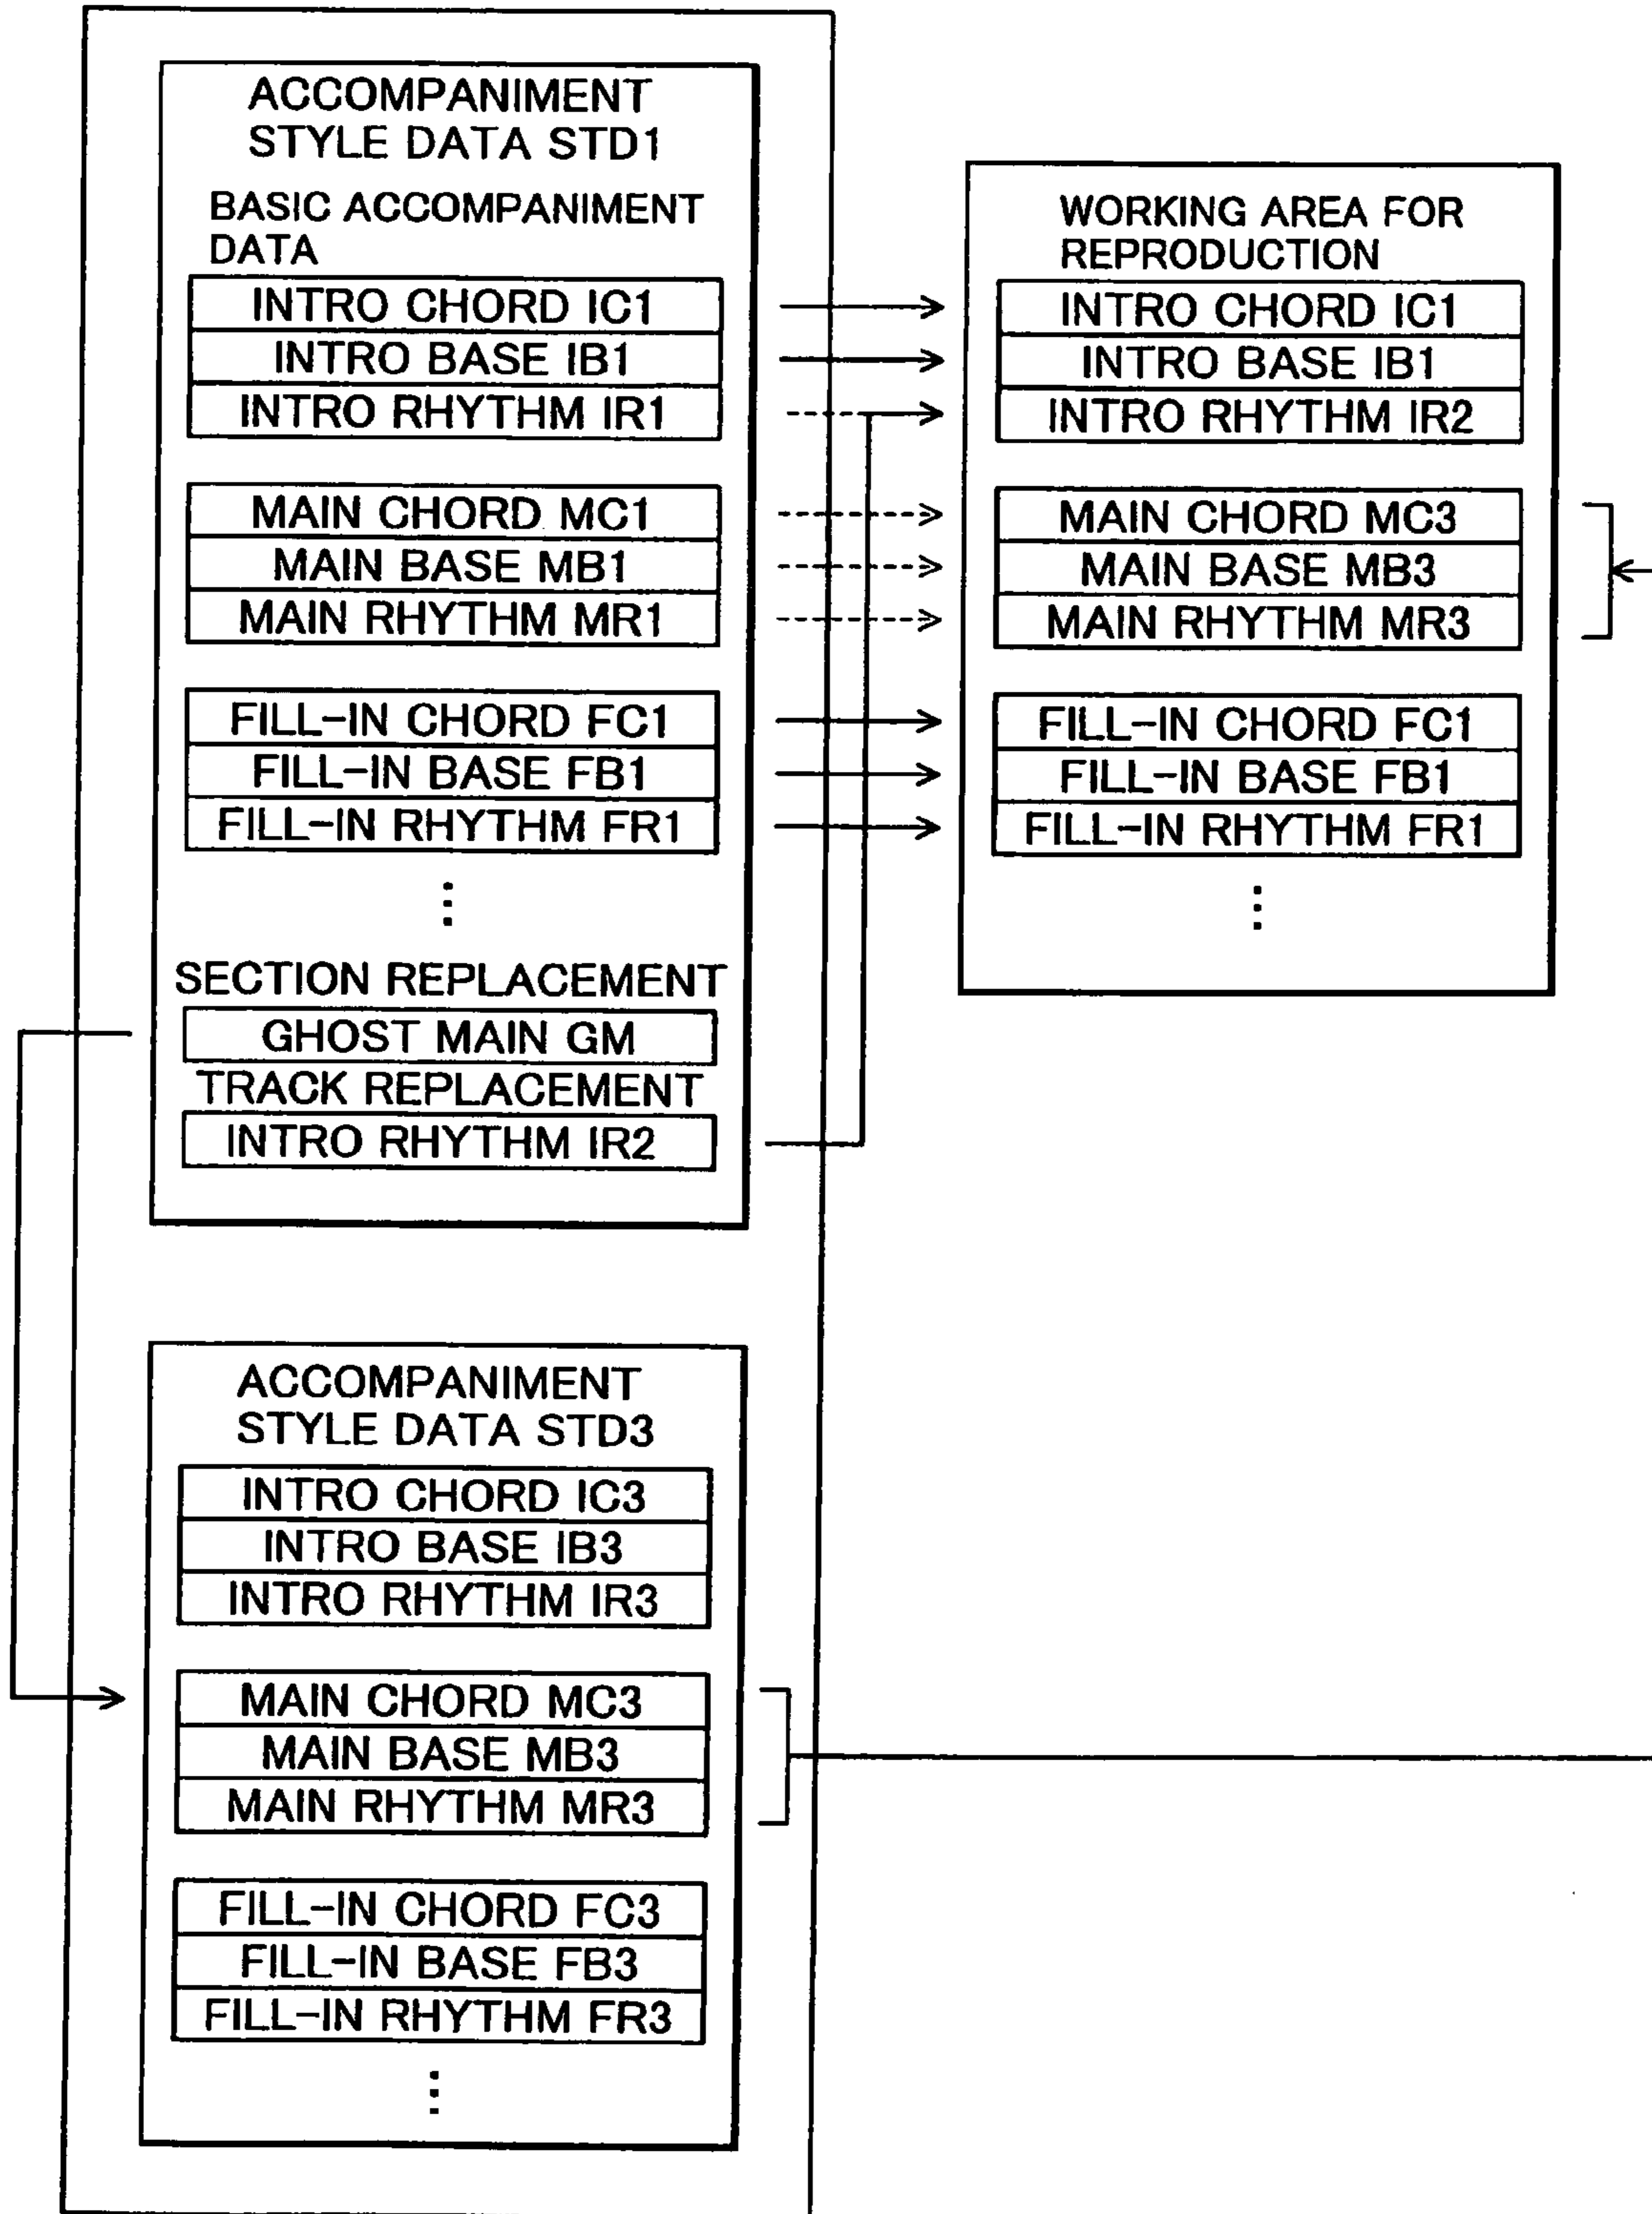 ACCOMPANIMENT
STYLE DATA STD1
BASIC ACCOMPANIMENT
DATA
INTRO CHORD IC1
INTRO BASE IB1
INTRO RHYTHM IR1
MAIN CHORD MC1
MAIN BASE MB1
MAIN RHYTHM MR1
FILL-IN CHORD FC1
FILL-IN BASE FB1
FILL-IN RHYTHM FR1
SECTION REPLACEMENT
GHOST MAIN GM
TRACK REPLACEMENT
INTRO RHYTHM IR2
WORKING AREA FOR
REPRODUCTION
INTRO CHORD IC1
INTRO BASE IB1
INTRO RHYTHM IR2
MAIN CHORD MC3
MAIN BASE MB3
MAIN RHYTHM MR3
FILL-IN CHORD FC1
FILL-IN BASE FB1
FILL-IN RHYTHM FR1
ACCOMPANIMENT
STYLE DATA STD3
INTRO CHORD IC3
INTRO BASE IB3
INTRO RHYTHM IR3
MAIN CHORD MC3
MAIN BASE MB3
MAIN RHYTHM MR3
FILL-IN CHORD FC3
FILL-IN BASE FB3
FILL-IN RHYTHM FR3